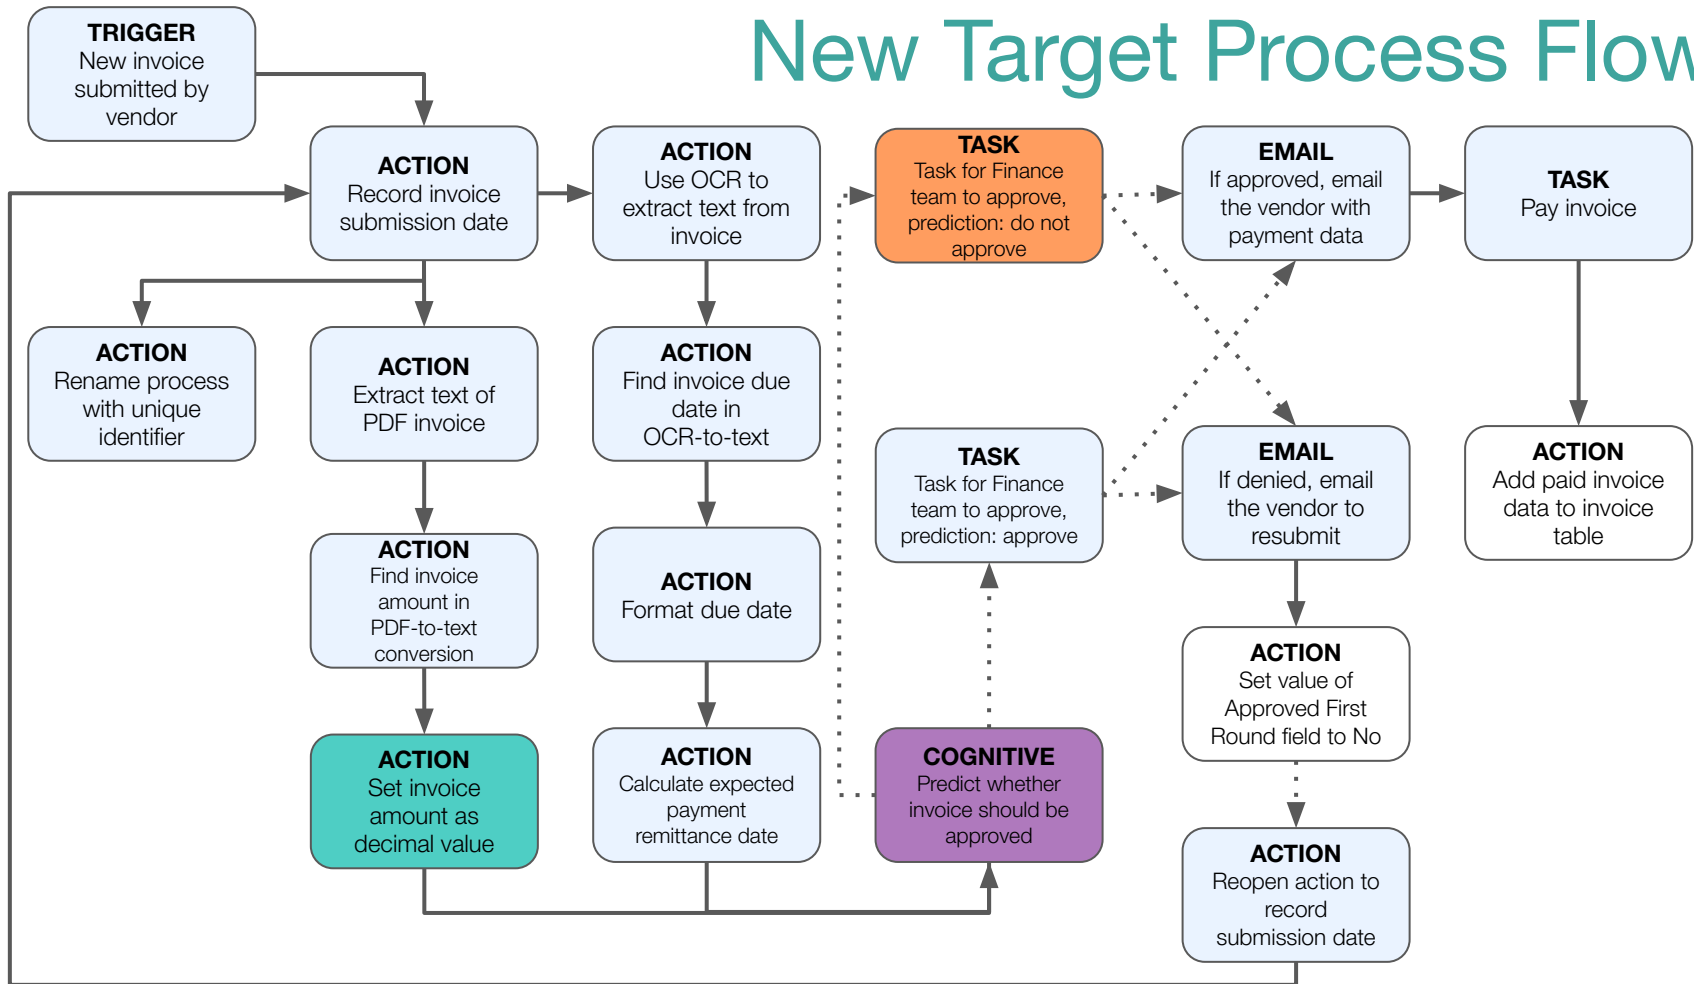 New Target Process Flow
TRIGGER
New invoice
submitted by
vendor
ACTION
Record invoice
submission date
ACTION
Use OCR to
extract text from
invoice
TASK
Task for Finance
team to approve,
prediction: do not
approve
EMAIL
If approved, email
the vendor with
payment data
TASK
Pay invoice
ACTION
Rename process
with unique
identifier
ACTION
Extract text of
PDF invoice
ACTION
Find invoice due
date in
OCR-to-text
TASK
Task for Finance
team to approve,
prediction: approve
EMAIL
If denied, email
the vendor to
resubmit
ACTION
Add paid invoice
data to invoice
table
ACTION
Find invoice
amount in
PDF-to-text
conversion
ACTION
Format due date
ACTION
Set value of
Approved First
Round field to No
ACTION
Set invoice
amount as
decimal value
ACTION
Calculate expected
payment
remittance date
COGNITIVE
Predict whether
invoice should be
approved
ACTION
Reopen action to
record
submission date